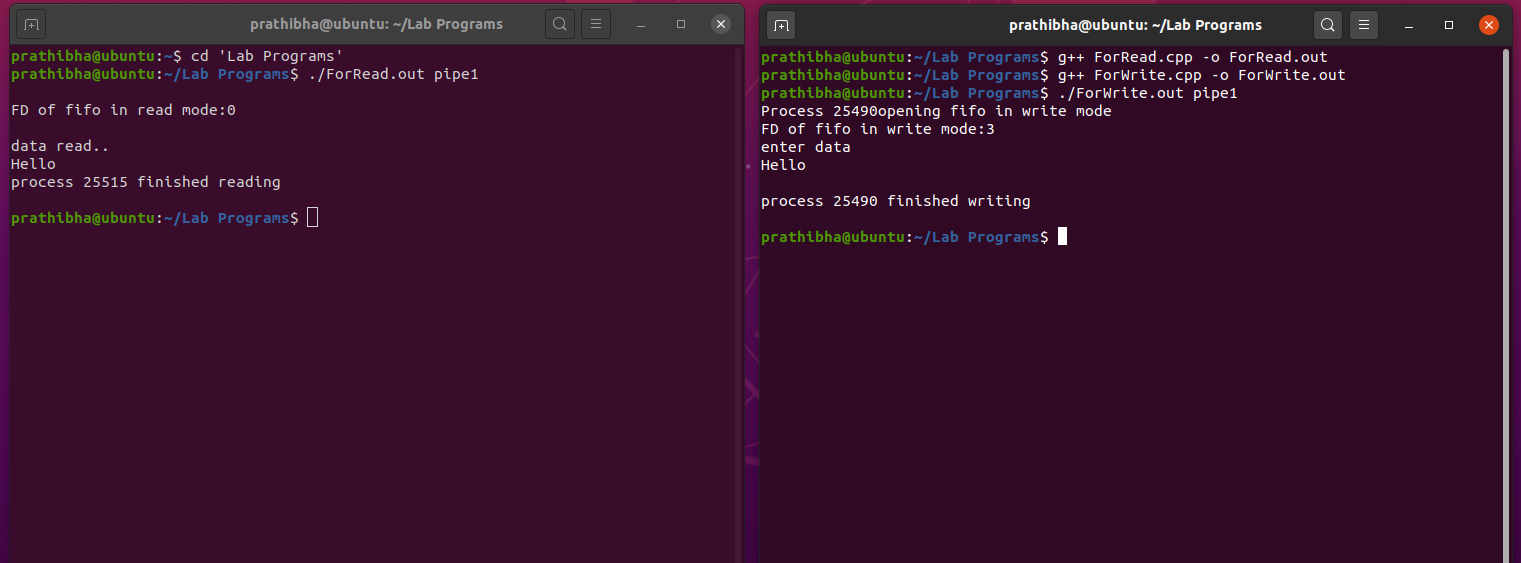 prathibha@ubuntu: ~/Lab Programs
prathibha@ubuntu:~$ cd 'Lab Programs'
prathibha@ubuntu:~/Lab Programs$ ./ForRead.out pipe1
FD of fifo in read mode:0
data read..
Hello
process 25515 finished reading
prathibha@ubuntu:~/Lab Programs$
prathibha@ubuntu: ~/Lab Programs
prathibha@ubuntu:~/Lab Programs$ g++ ForRead.cpp -o ForRead.out
prathibha@ubuntu:~/Lab Programs$ g++ ForWrite.cpp -o ForWrite.out
prathibha@ubuntu:~/Lab Programs$ ./ForWrite.out pipe1
Process 25490opening fifo in write mode
FD of fifo in write mode:3
enter data
Hello
process 25490 finished writing
prathibha@ubuntu:~/Lab Programs$